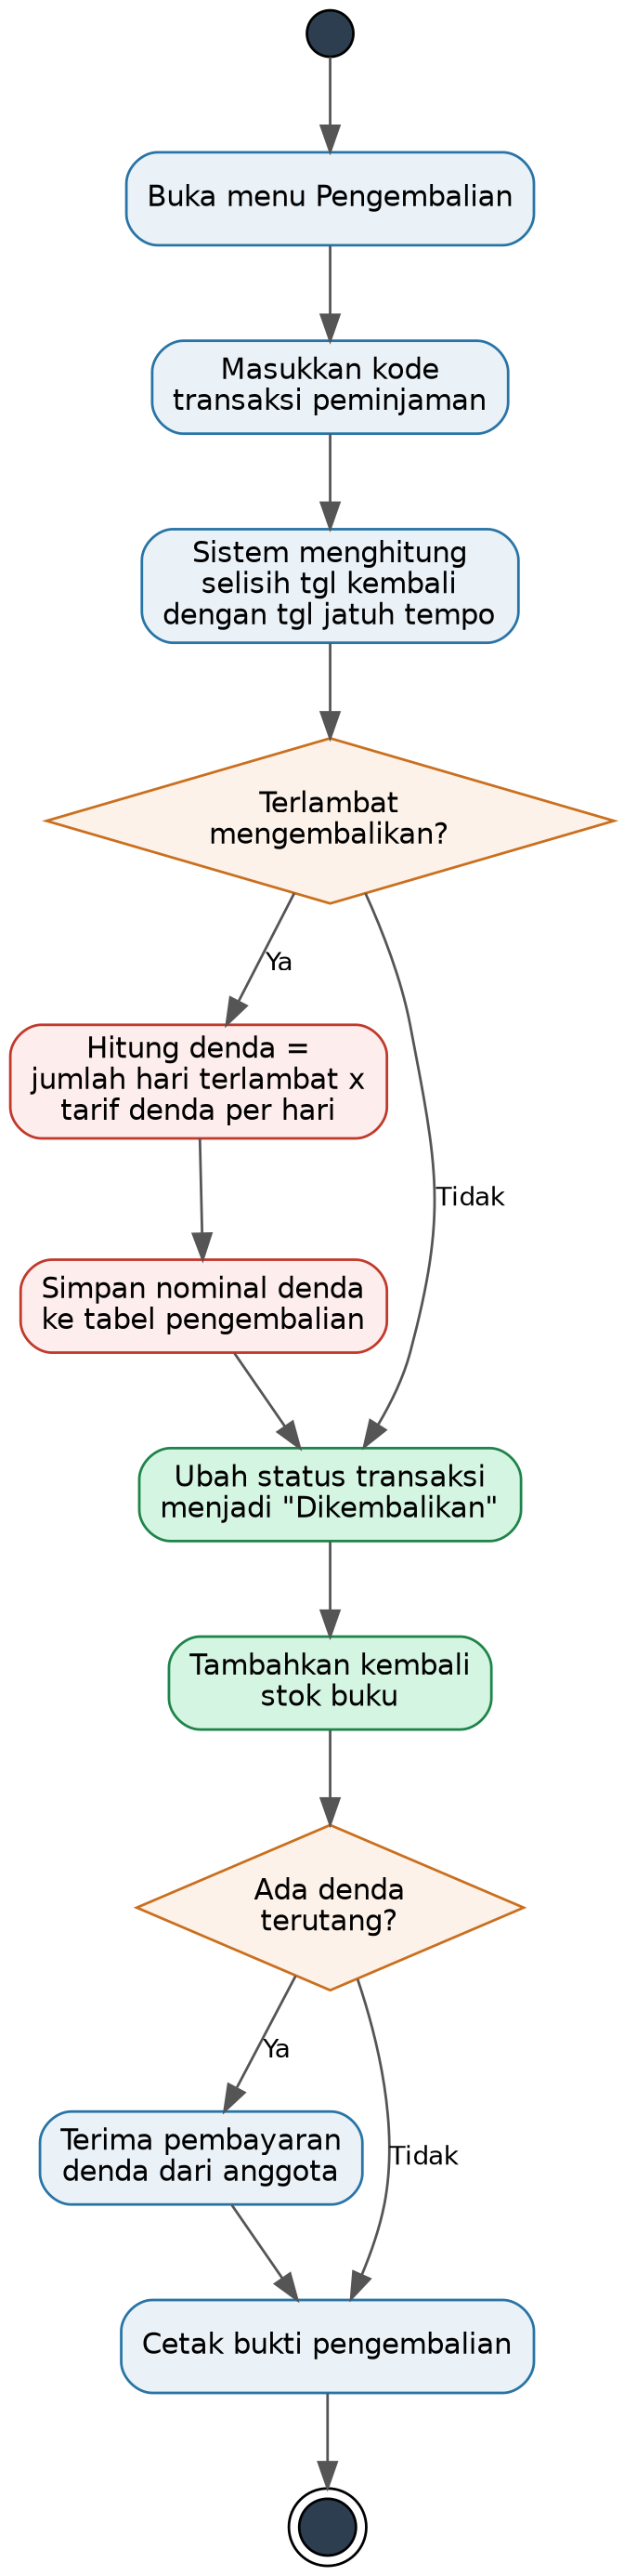 Buka menu Pengembalian
Masukkan kode
transaksi peminjaman
Sistem menghitung
selisih tgl kembali
dengan tgl jatuh tempo
Terlambat
mengembalikan?
Ya
Hitung denda =
jumlah hari terlambat x
tarif denda per hari
Tidak
Simpan nominal denda
ke tabel pengembalian
Ubah status transaksi
menjadi "Dikembalikan"
Tambahkan kembali
stok buku
Ada denda
terutang?
Ya
Terima pembayaran
denda dari anggota
Tidak
Cetak bukti pengembalian